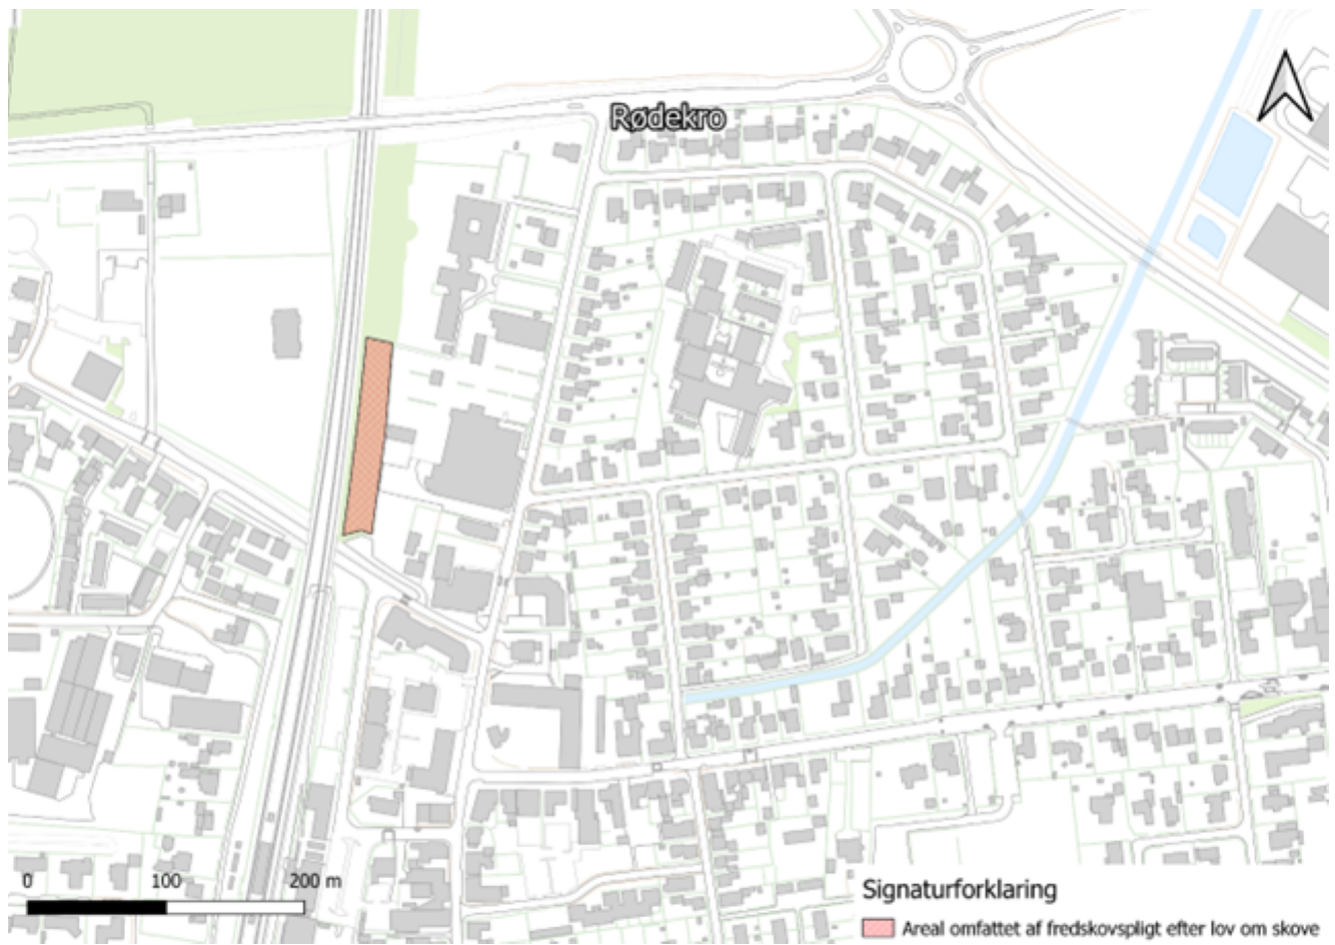 Rødekro
0 100 200 m
Signaturforklaring
Areal omfattet af fredskovspligt efter lov om skove